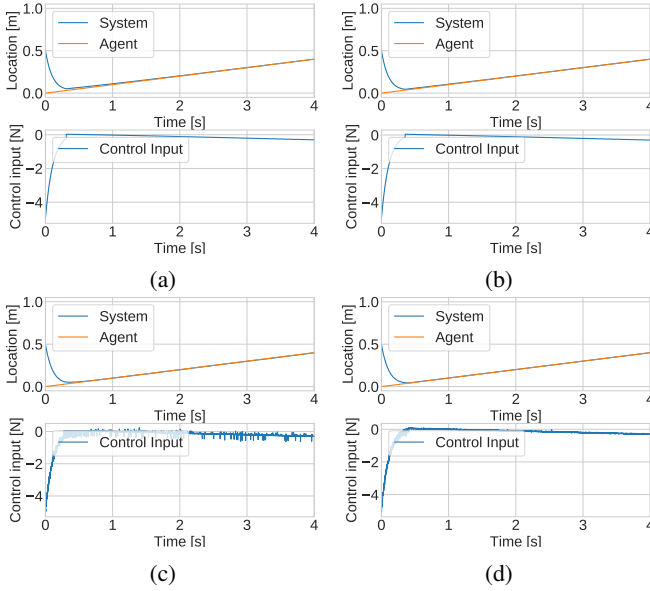 Location [m]
1.0
0.5
0.0
System
Agent
0 1 2 3 4
Time [s]
Control input [N]
0
−2
−4
Control Input
0 1 2 3 4
Time [s]
(a)
Location [m]
1.0
0.5
0.0
System
Agent
0 1 2 3 4
Time [s]
Control input [N]
0
−2
−4
Control Input
0 1 2 3 4
Time [s]
(b)
Location [m]
1.0
0.5
0.0
System
Agent
0 1 2 3 4
Time [s]
Control input [N]
0
−2
−4
Control Input
0 1 2 3 4
Time [s]
(c)
Location [m]
1.0
0.5
0.0
System
Agent
0 1 2 3 4
Time [s]
Control input [N]
0
−2
−4
Control Input
0 1 2 3 4
Time [s]
(d)